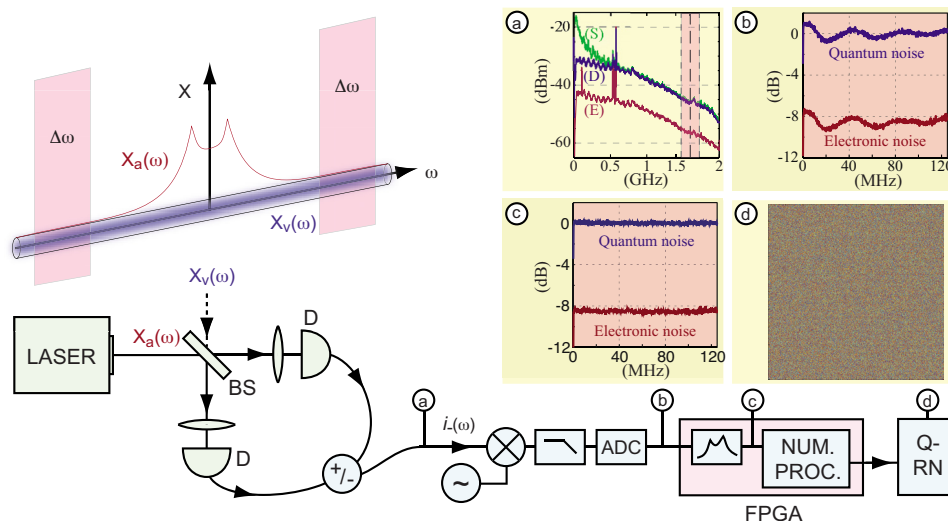 X
Δω
Δω
Xa(ω)
ω
Xv(ω)
Xv(ω)
Xa(ω)
LASER
BS
D
D
+/-
a
i-(ω)
~
ADC
b
c
NUM.
PROC.
FPGA
d
Q-
RN
a
(dBm)
-20
-40
-60
(S)
(D)
(E)
0 0.5 1 1.5 2
(GHz)
b
(dB)
0
-4
-8
-12
Quantum noise
Electronic noise
0 40 80 120
MHz)
c
(dB)
0
-4
-8
-12
Quantum noise
Electronic noise
0 40 80 120
(MHz)
d